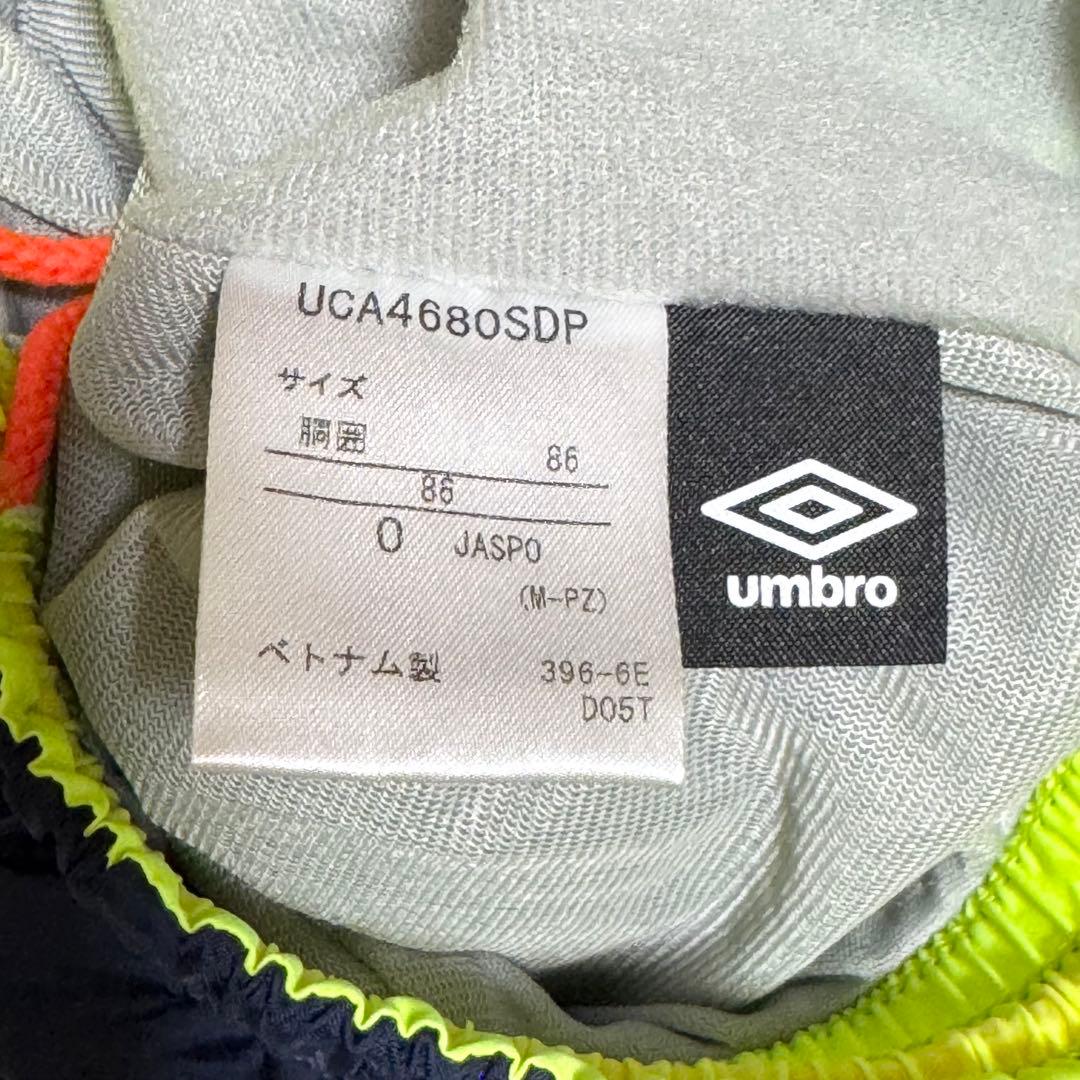 UCA4680SDP
サイズ
胴囲 86
86
O JASPO
(M-PZ)
ベトナム製 396-6E
D05T
umbro